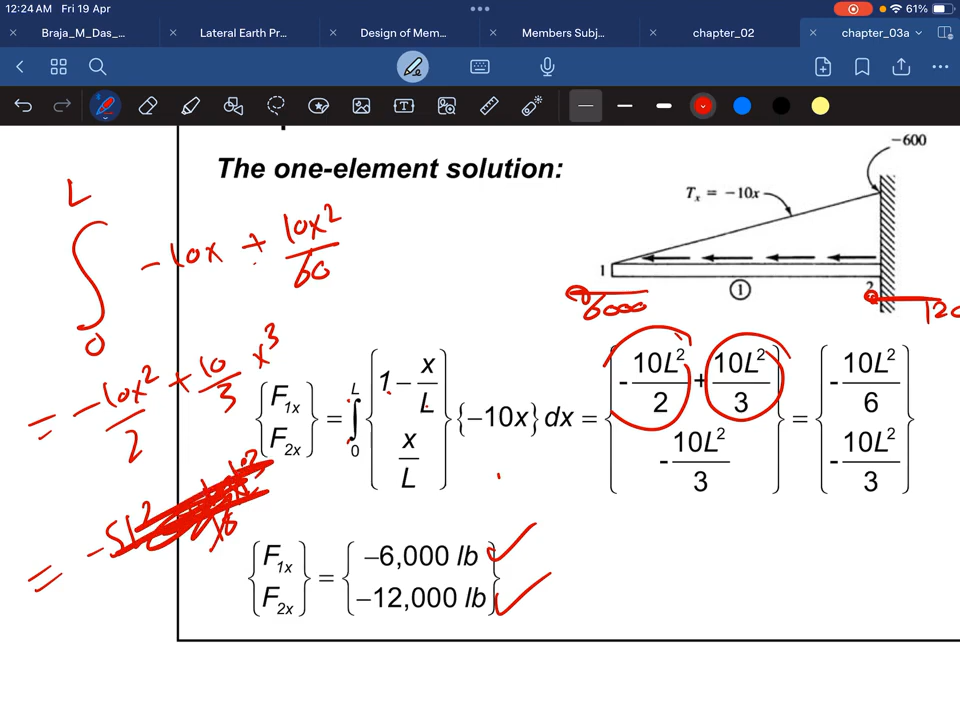 12:24 AM Fri 19 Apr 61%
Braja_M_Das_... Lateral Earth Pr... Design of Mem... Members Subj... chapter_02 chapter_03a
The one-element solution:
-600
T_x = -10x
1 ① 2
6000 120
∫_0^L -10x + 10x²/60
= -10x²/2 + 10/3 x³
{F_1x F_2x} = ∫_0^L {1 - x/L x/L} {-10x} dx = {-10L²/2 + 10L²/3 -10L²/3} = {-10L²/6 -10L²/3}
= -5L²
{F_1x F_2x} = {-6,000 lb -12,000 lb}